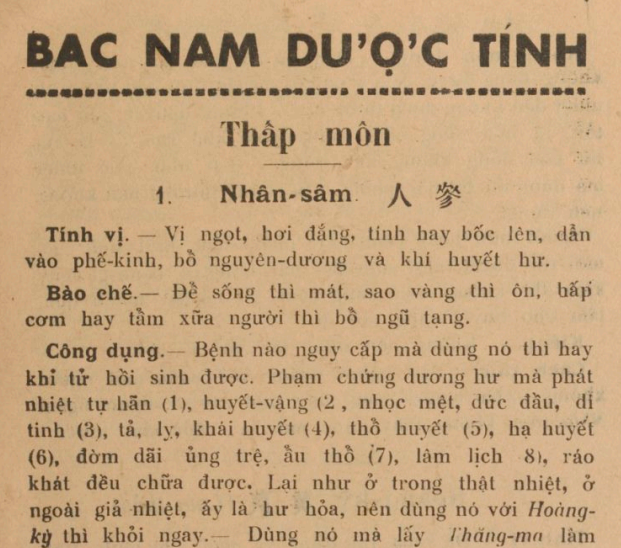 BAC NAM DƯỢC TÍNH
Thấp môn
1. Nhân-sâm 人 參
Tính vị. — Vị ngọt, hơi đắng, tính hay bốc lên, dẫn
vào phế-kinh, bổ nguyên-dương và khí huyết hư.
Bào chế.— Để sống thì mát, sao vàng thì ôn, hấp
cơm hay tẩm xữa người thì bổ ngũ tạng.
Công dụng.— Bệnh nào nguy cấp mà dùng nó thì hay
khỉ tử hồi sinh được. Phạm chứng dương hư mà phát
nhiệt tự hãn (1), huyết-vậng (2, nhọc mệt, dức đầu, di
tinh (3), tả, lỵ, khái huyết (4), thổ huyết (5), hạ huyết
(6), đờm dãi ủng trệ, ẩu thổ (7), lâm lịch 8), ráo
khát đều chữa được. Lại như ở trong thật nhiệt, ở
ngoài giả nhiệt, ấy là hư hỏa, nên dùng nó với Hoàng-
kỳ thì khỏi ngay.— Dùng nó mà lấy Thăng-ma làm